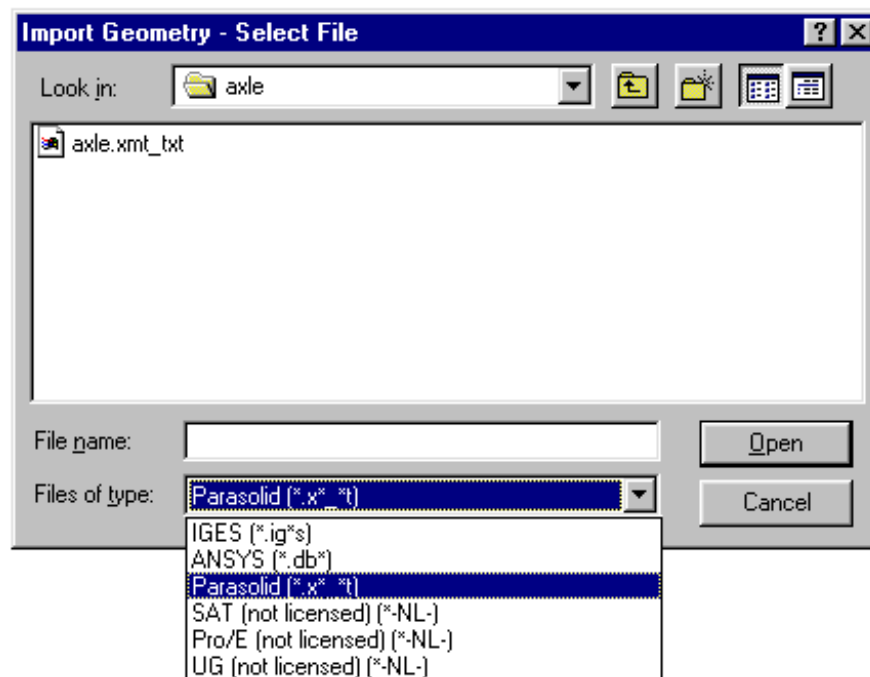 Import Geometry - Select File
Look in:
axle
axle.xmt_txt
File name:
Open
Files of type:
Parasolid (*.x*_*t)
Cancel
IGES (*.ig*s)
ANSYS (*.db*)
Parasolid (*.x*_*t)
SAT (not licensed) (*-NL-)
Pro/E (not licensed) (*-NL-)
UG (not licensed) (*-NL-)